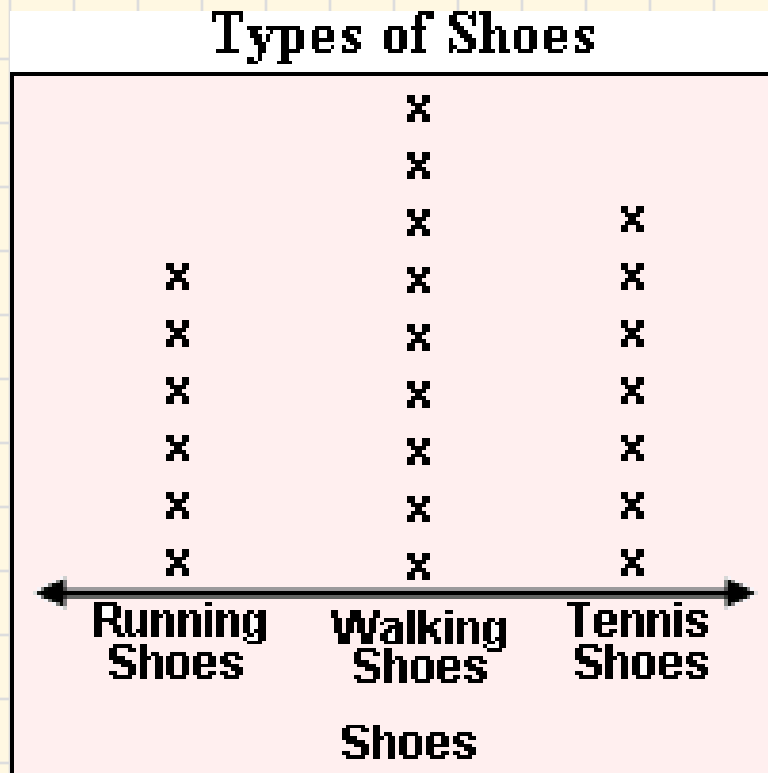 Types of Shoes
x
x
x x
x x x
x x x
x x x
x x x
x x x
x x x
Running Walking Tennis
Shoes Shoes Shoes
Shoes